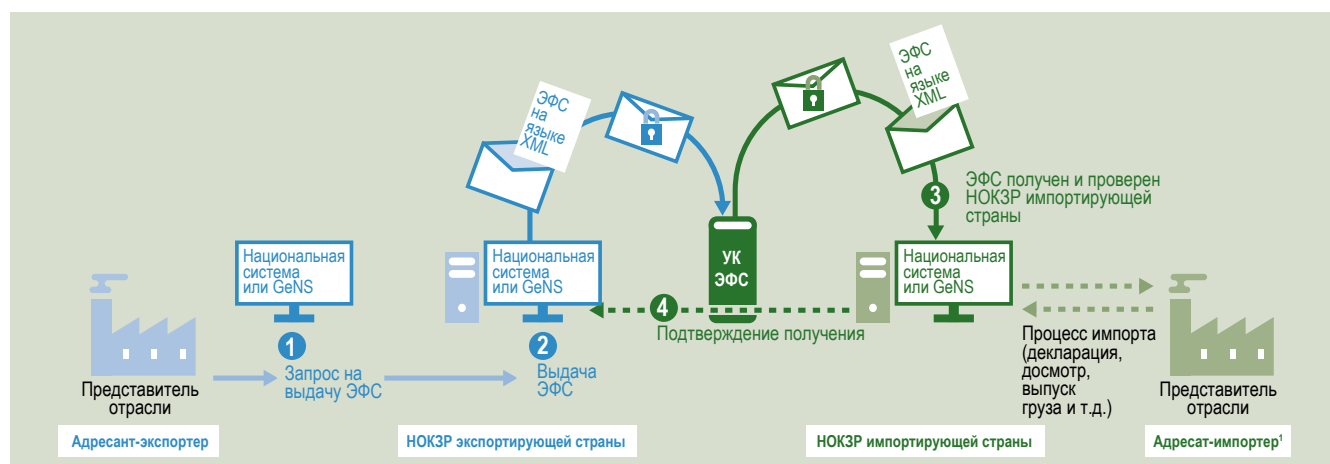 ЭФС
на
языке
XML
ЭФС
на
языке
XML
3
ЭФС получен и проверен
НОКЗР импортирующей
страны
Национальная
система
или GeNS
Национальная
система
или GeNS
УК
ЭФС
Национальная
система
или GeNS
4
Подтверждение получения
1
Запрос на
выдачу ЭФС
2
Выдача
ЭФС
Процесс импорта
(декларация,
досмотр,
выпуск
груза и т.д.)
Представитель
отрасли
Представитель
отрасли
Адресант-экспортер
НОКЗР экспортирующей страны
НОКЗР импортирующей страны
Адресат-импортер¹